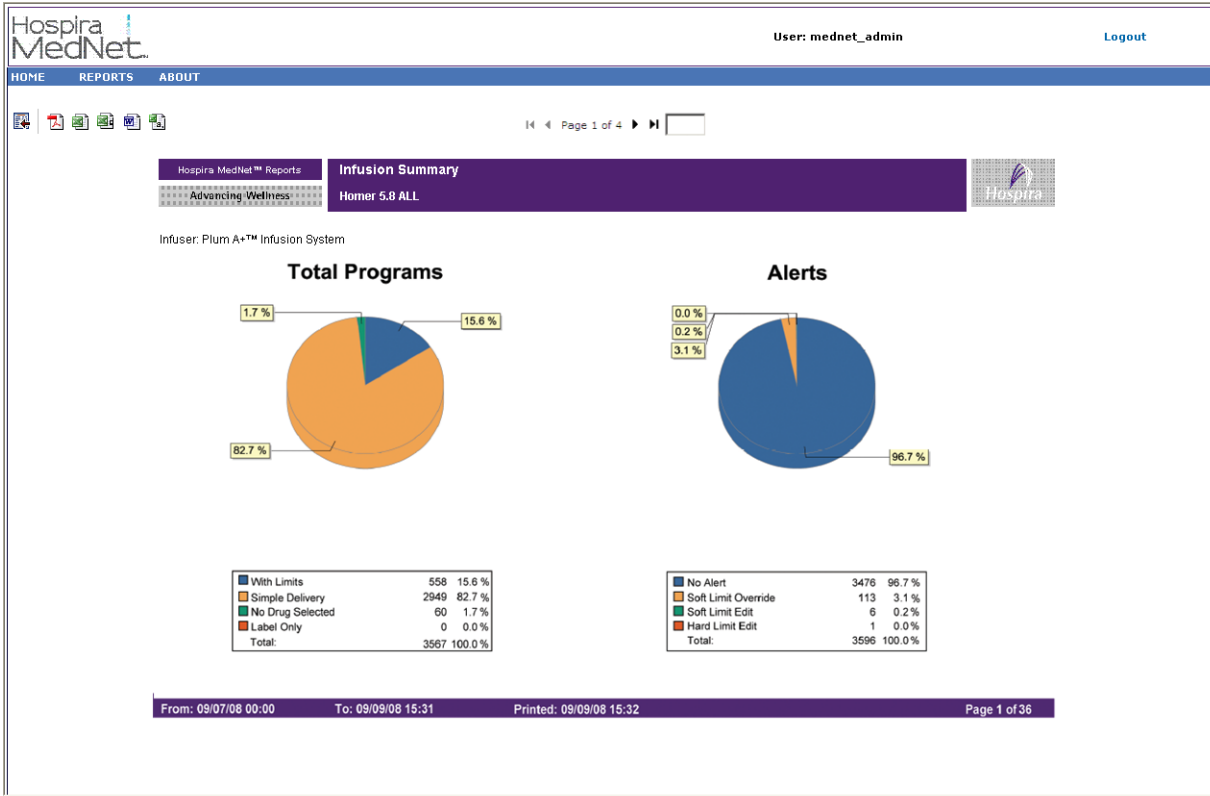 Hospira
MedNet™
User: mednet_admin
Logout
HOME REPORTS ABOUT
Page 1 of 4
Hospira MedNet™ Reports
Advancing Wellness
Infusion Summary
Homer 5.8 ALL
Hospira
Infuser: Plum A+™ Infusion System
Total Programs
1.7 %
15.6 %
82.7 %
With Limits 558 15.6 %
Simple Delivery 2949 82.7 %
No Drug Selected 60 1.7 %
Label Only 0 0.0 %
Total: 3567 100.0 %
Alerts
0.0 %
0.2 %
3.1 %
96.7 %
No Alert 3476 96.7 %
Soft Limit Override 113 3.1 %
Soft Limit Edit 6 0.2 %
Hard Limit Edit 1 0.0 %
Total: 3596 100.0 %
From: 09/07/08 00:00 To: 09/09/08 15:31 Printed: 09/09/08 15:32 Page 1 of 36